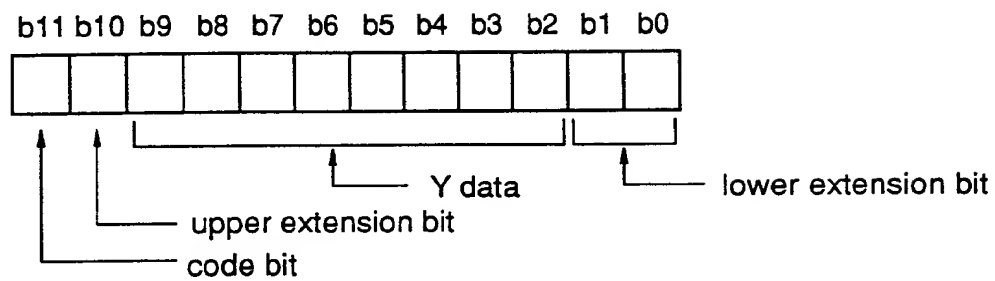 b11 b10 b9 b8 b7 b6 b5 b4 b3 b2 b1 b0
Y data
lower extension bit
upper extension bit
code bit